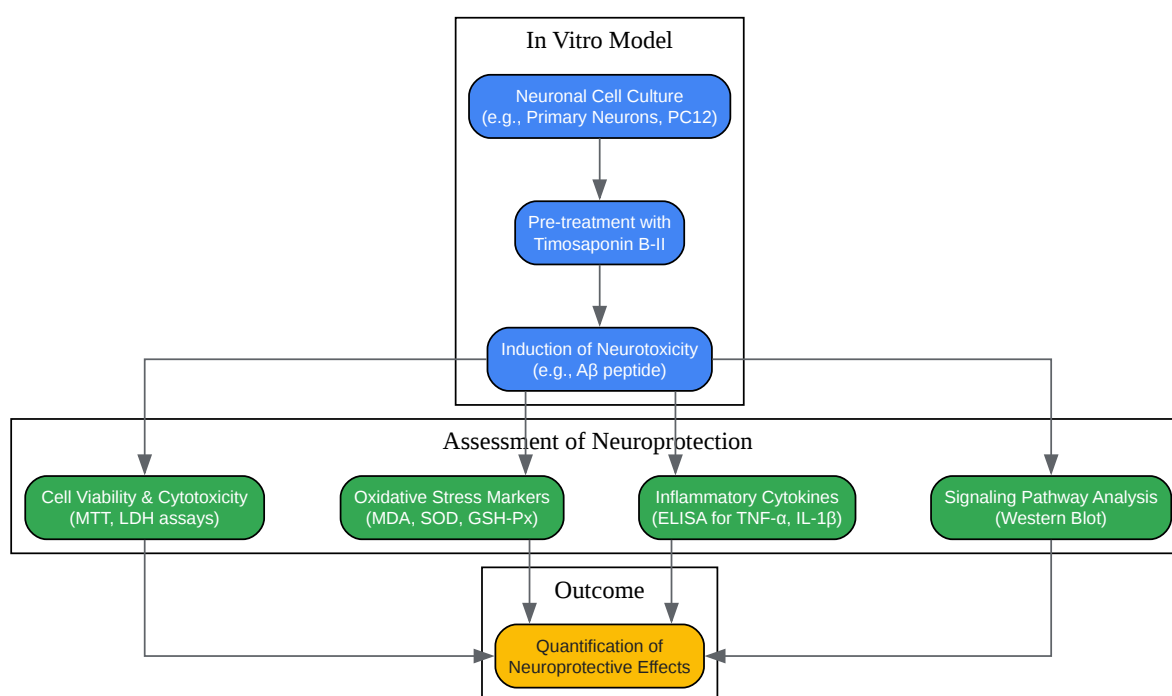 In Vitro Model
Neuronal Cell Culture
(e.g., Primary Neurons, PC12)
Pre-treatment with
Timosaponin B-II
Induction of Neurotoxicity
(e.g., Aβ peptide)
Assessment of Neuroprotection
Cell Viability & Cytotoxicity
(MTT, LDH assays)
Oxidative Stress Markers
(MDA, SOD, GSH-Px)
Inflammatory Cytokines
(ELISA for TNF-α, IL-1β)
Signaling Pathway Analysis
(Western Blot)
Outcome
Quantification of
Neuroprotective Effects